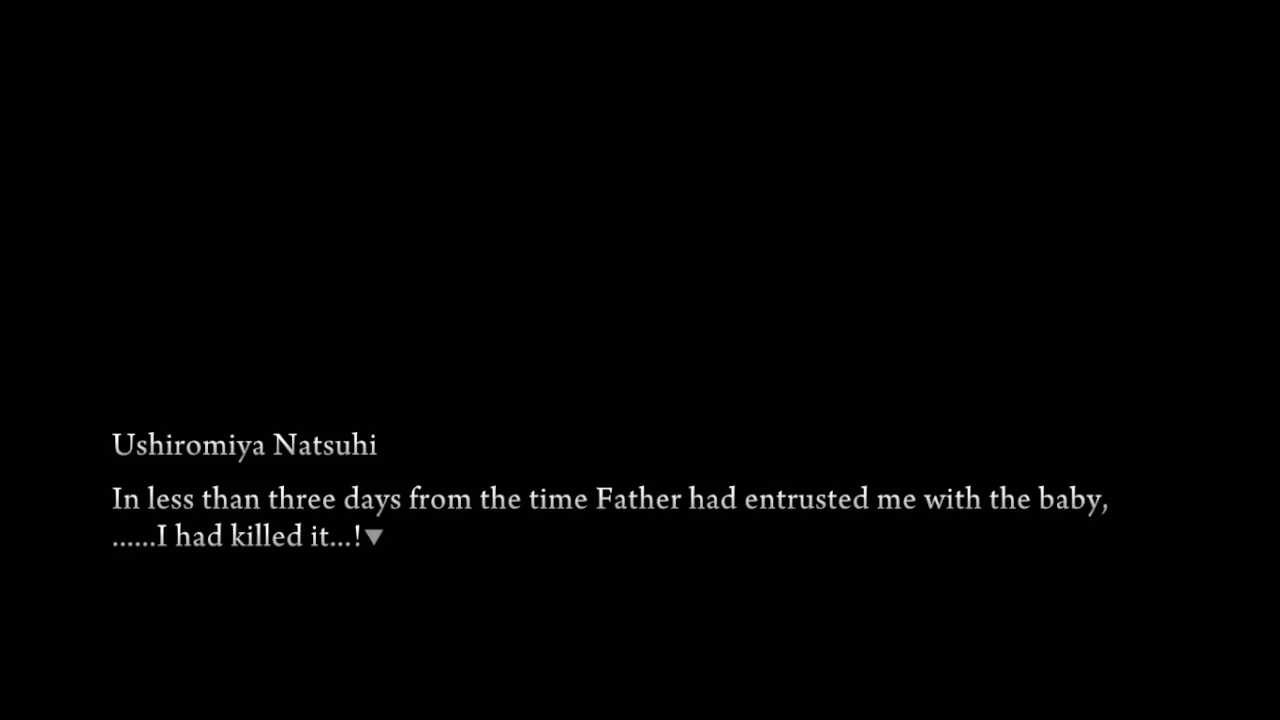 Ushiromiya Natsuhi
In less than three days from the time Father had entrusted me with the baby,
......I had killed it...!▼